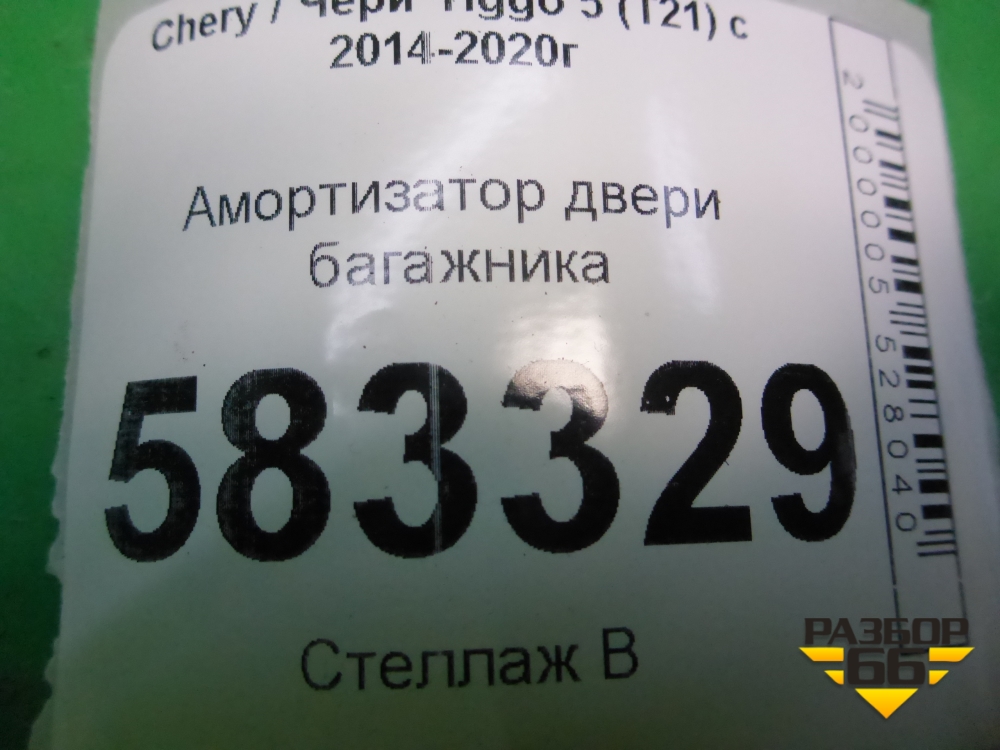 Chery / Чери Tiggo 5 (T21) с
2014-2020г
Амортизатор двери
багажника
583329
Стеллаж В
2000005528040
РАЗБОР
66